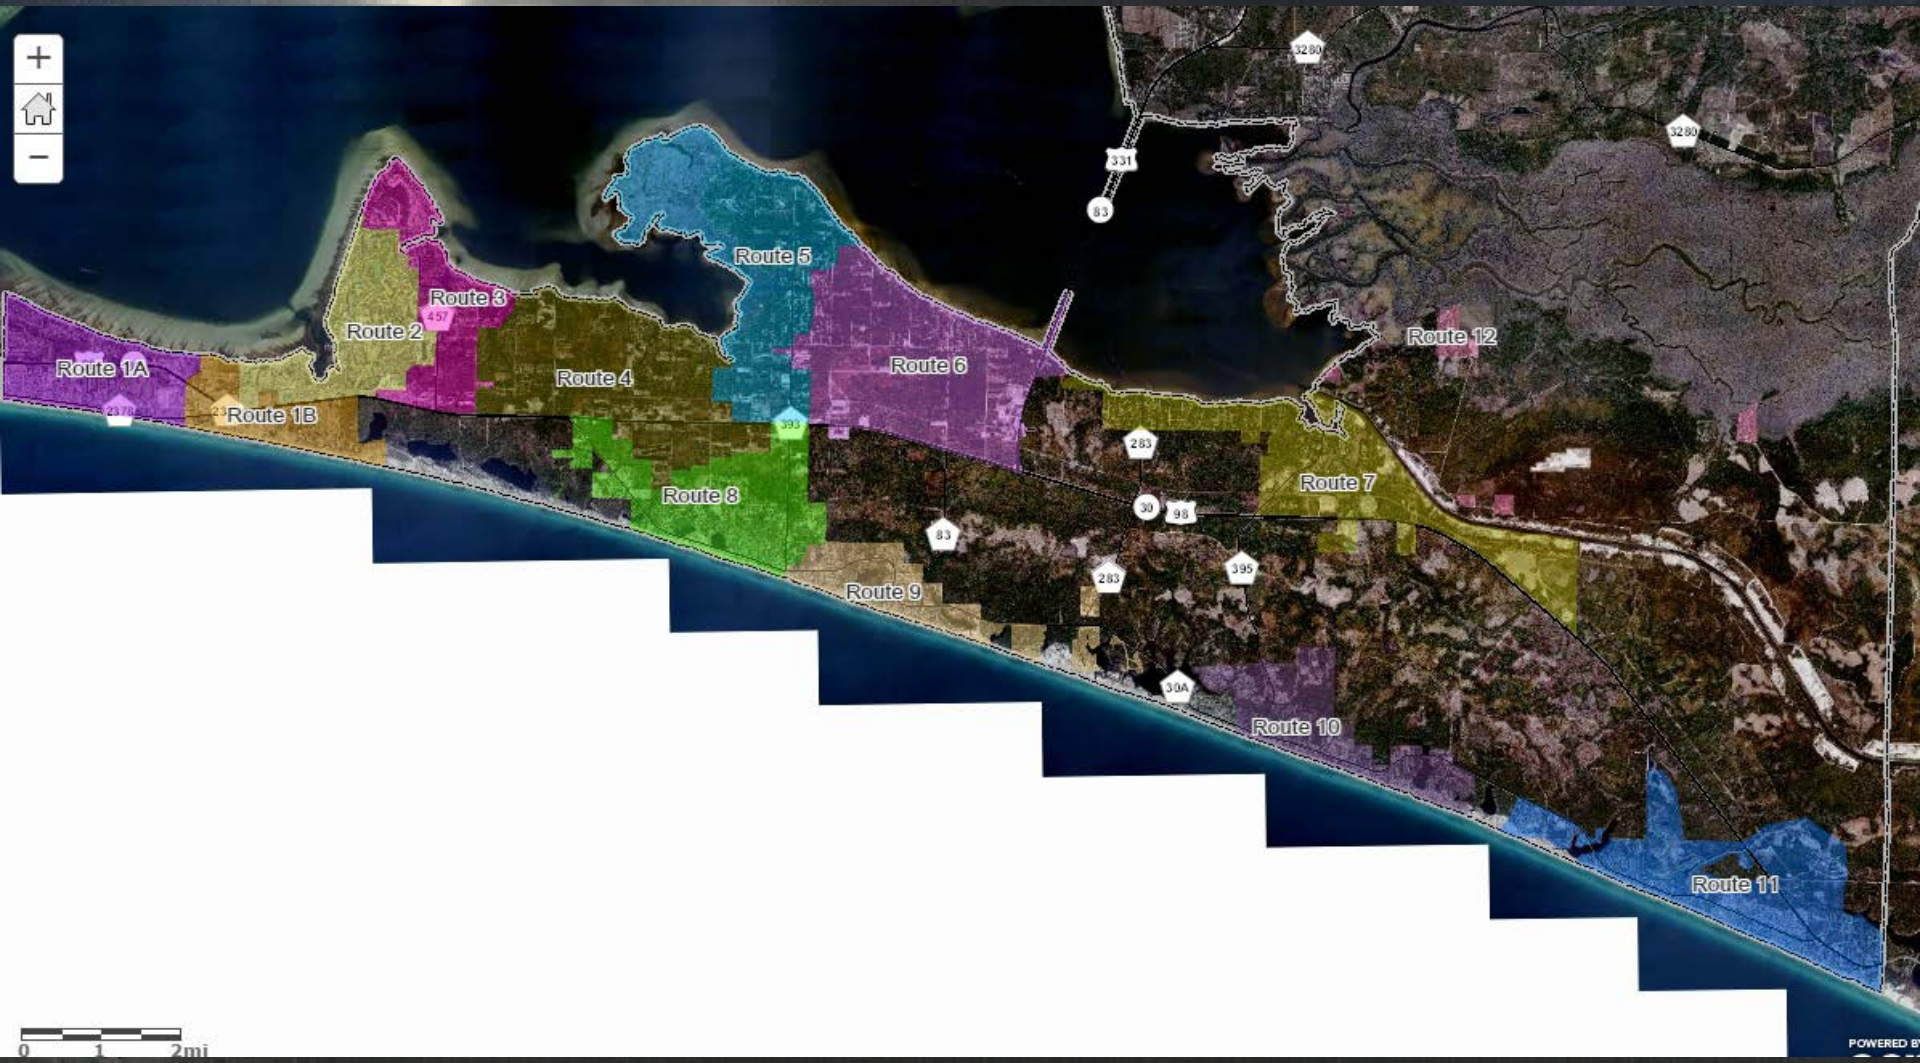 +
3280
3280
−
331
83
Route 5
Route 3
457
Route 2
Route 12
Route 6
Route 1A
Route 4
2378
Route 1B
393
283
Route 7
Route 8
30
98
83
395
283
Route 9
30A
Route 10
Route 11
0 1 2mi
POWERED BY